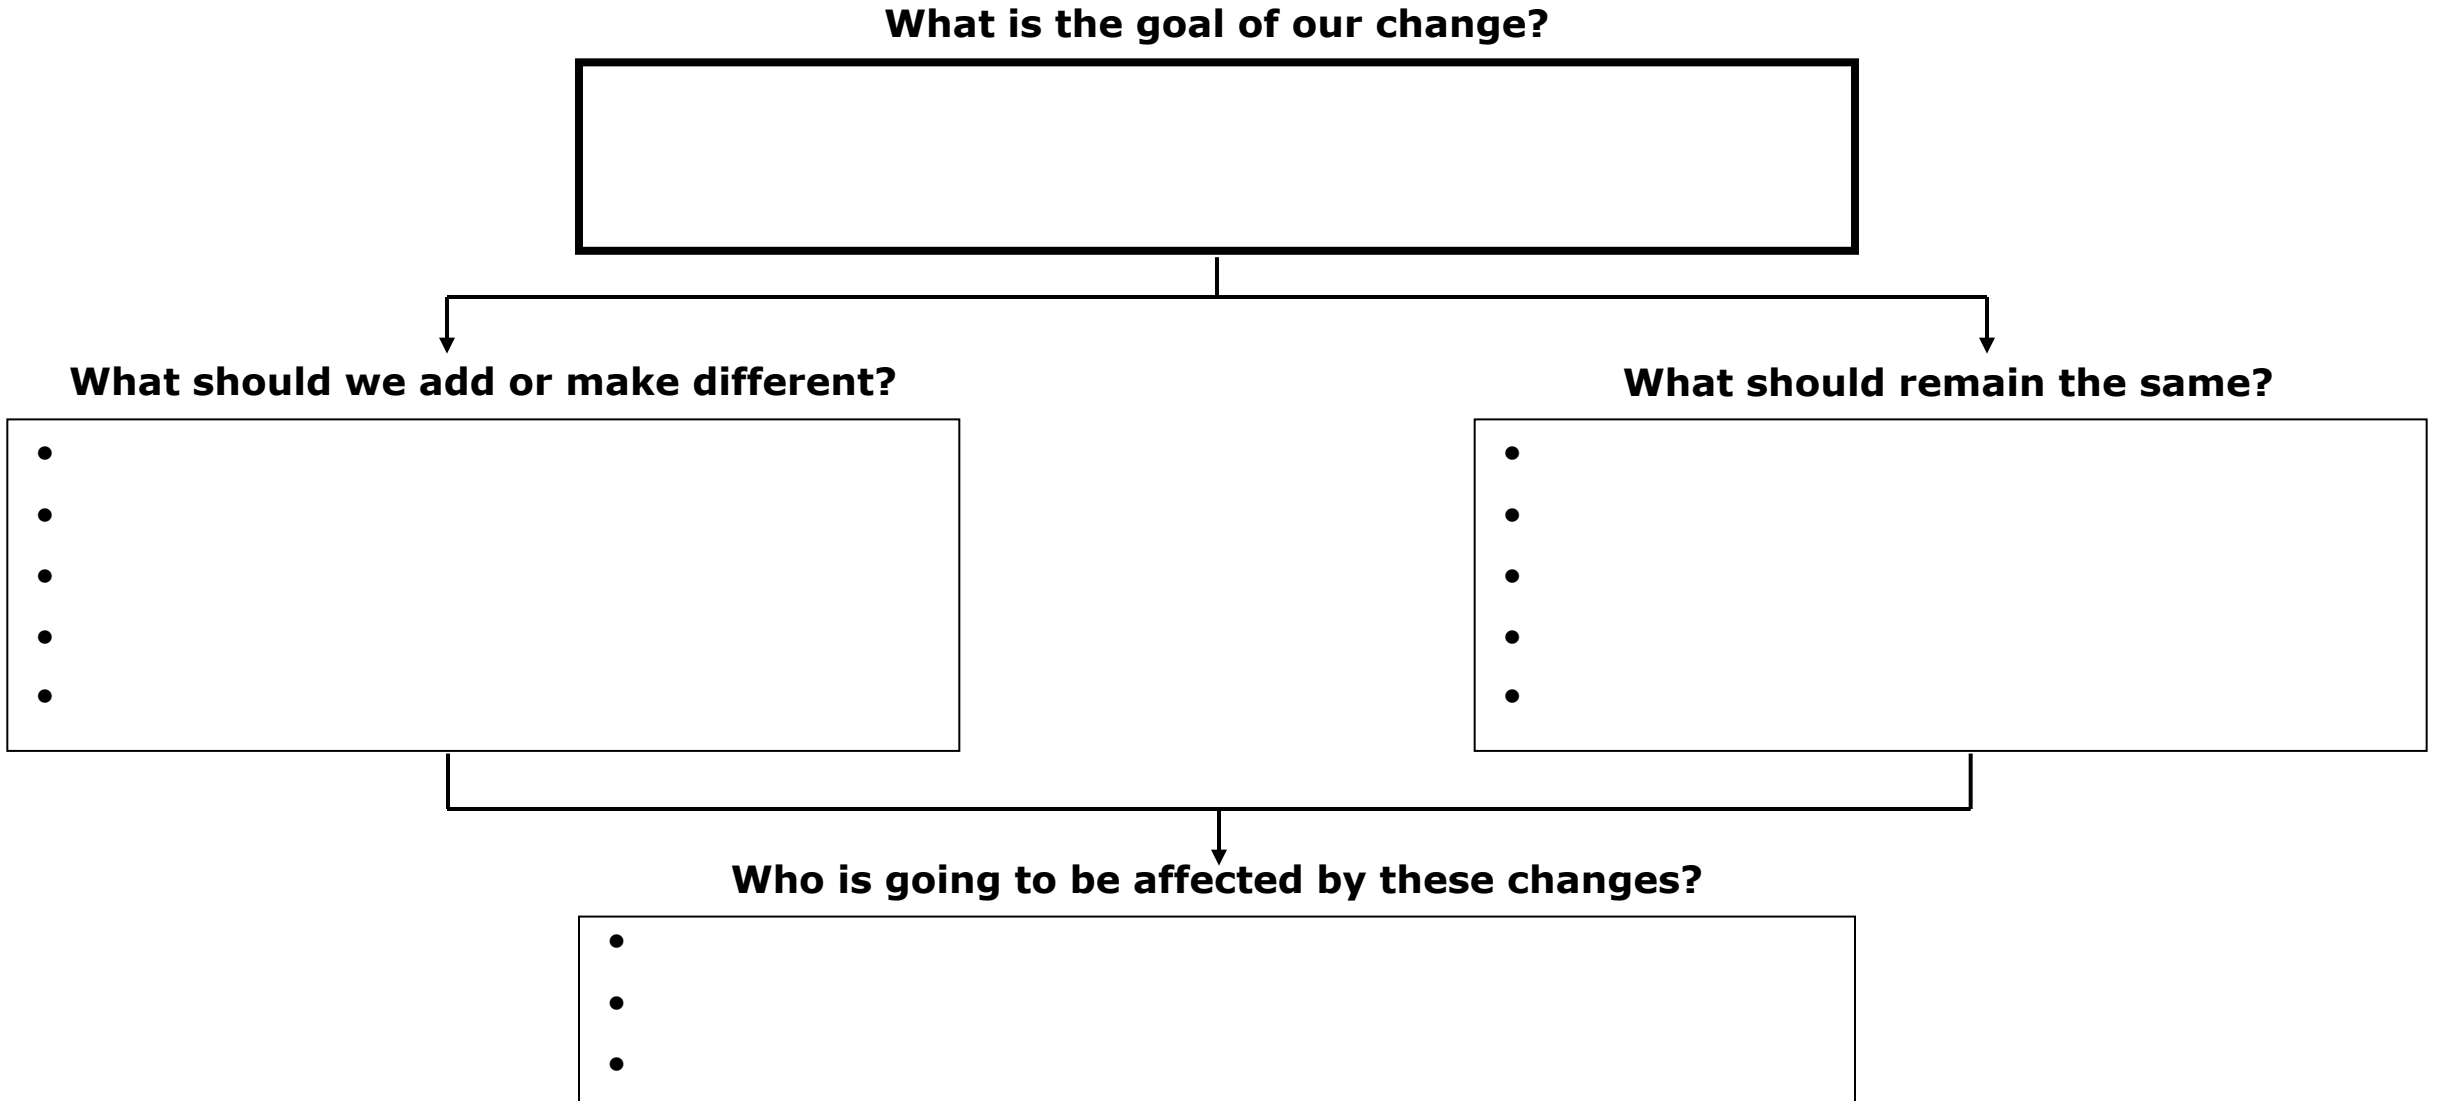 What is the goal of our change?
What should we add or make different?
What should remain the same?
Who is going to be affected by these changes?